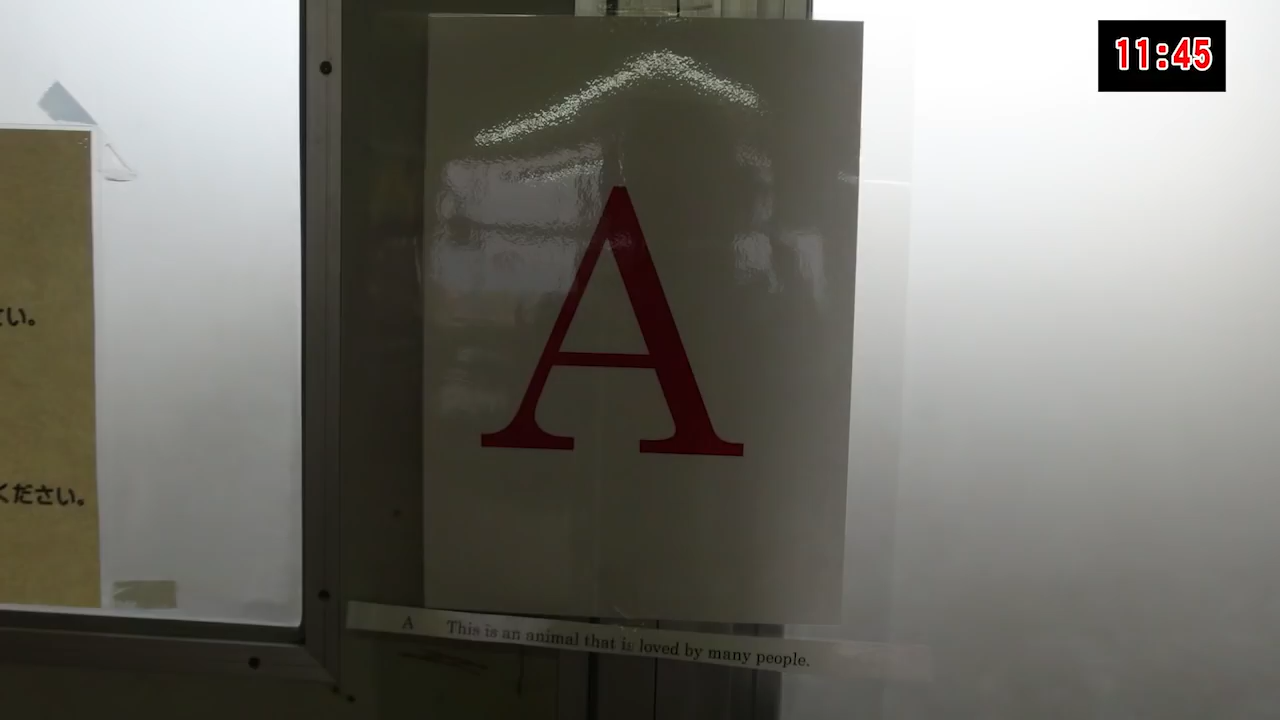 11:45
さい。
ください。
A
A This is an animal that is loved by many people.